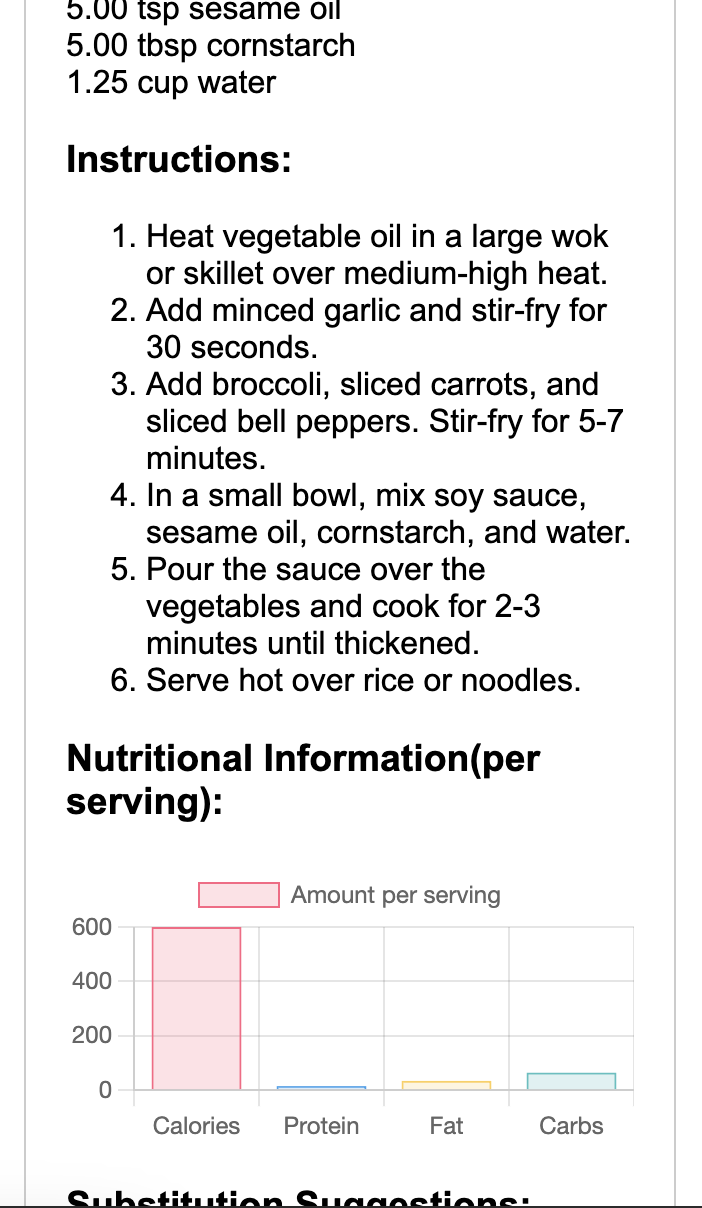 5.00 tsp sesame oil
5.00 tbsp cornstarch
1.25 cup water
Instructions:
1. Heat vegetable oil in a large wok
or skillet over medium-high heat.
2. Add minced garlic and stir-fry for
30 seconds.
3. Add broccoli, sliced carrots, and
sliced bell peppers. Stir-fry for 5-7
minutes.
4. In a small bowl, mix soy sauce,
sesame oil, cornstarch, and water.
5. Pour the sauce over the
vegetables and cook for 2-3
minutes until thickened.
6. Serve hot over rice or noodles.
Nutritional Information(per
serving):
Amount per serving
600
400
200
0
Calories Protein Fat Carbs
Substitution Suggestions: